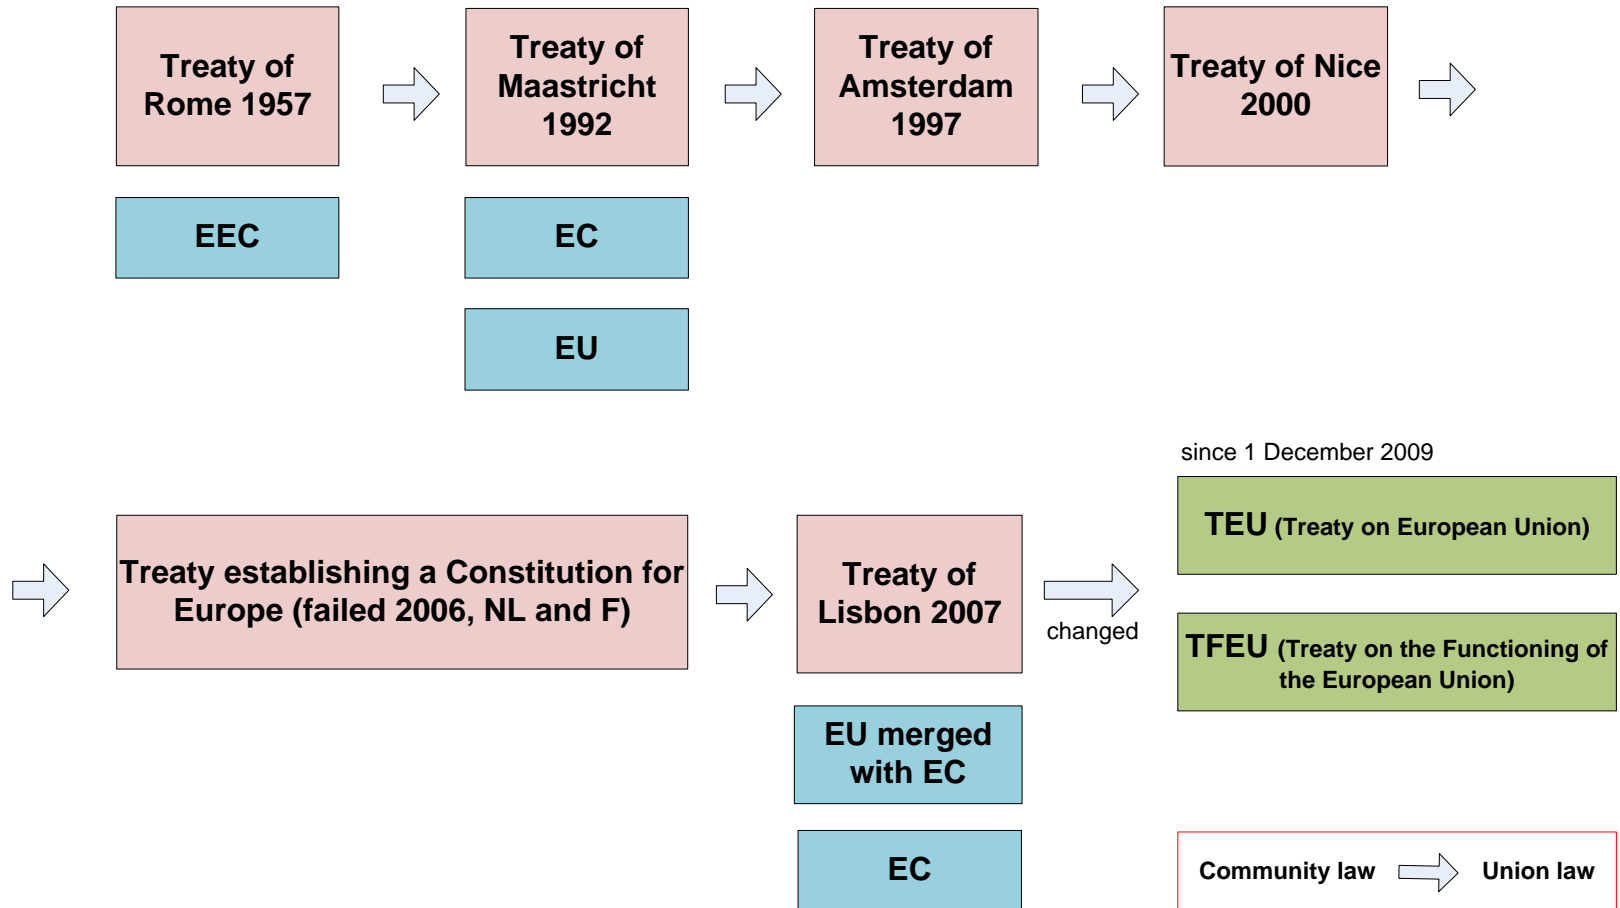 Treaty of
Rome 1957
Treaty of
Maastricht
1992
Treaty of
Amsterdam
1997
Treaty of Nice
2000
EEC
EC
EU
Treaty establishing a Constitution for
Europe (failed 2006, NL and F)
Treaty of
Lisbon 2007
changed
since 1 December 2009
TEU (Treaty on European Union)
TFEU (Treaty on the Functioning of
the European Union)
EU merged
with EC
EC
Community law
Union law